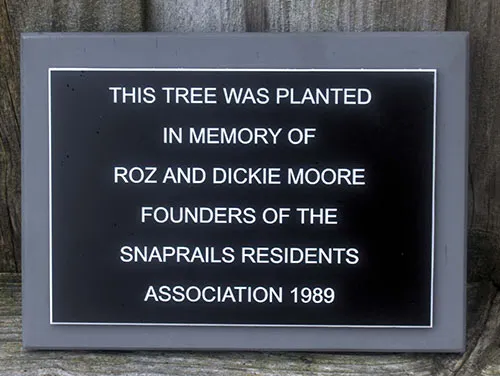 THIS TREE WAS PLANTED
IN MEMORY OF
ROZ AND DICKIE MOORE
FOUNDERS OF THE
SNAPRAILS RESIDENTS
ASSOCIATION 1989